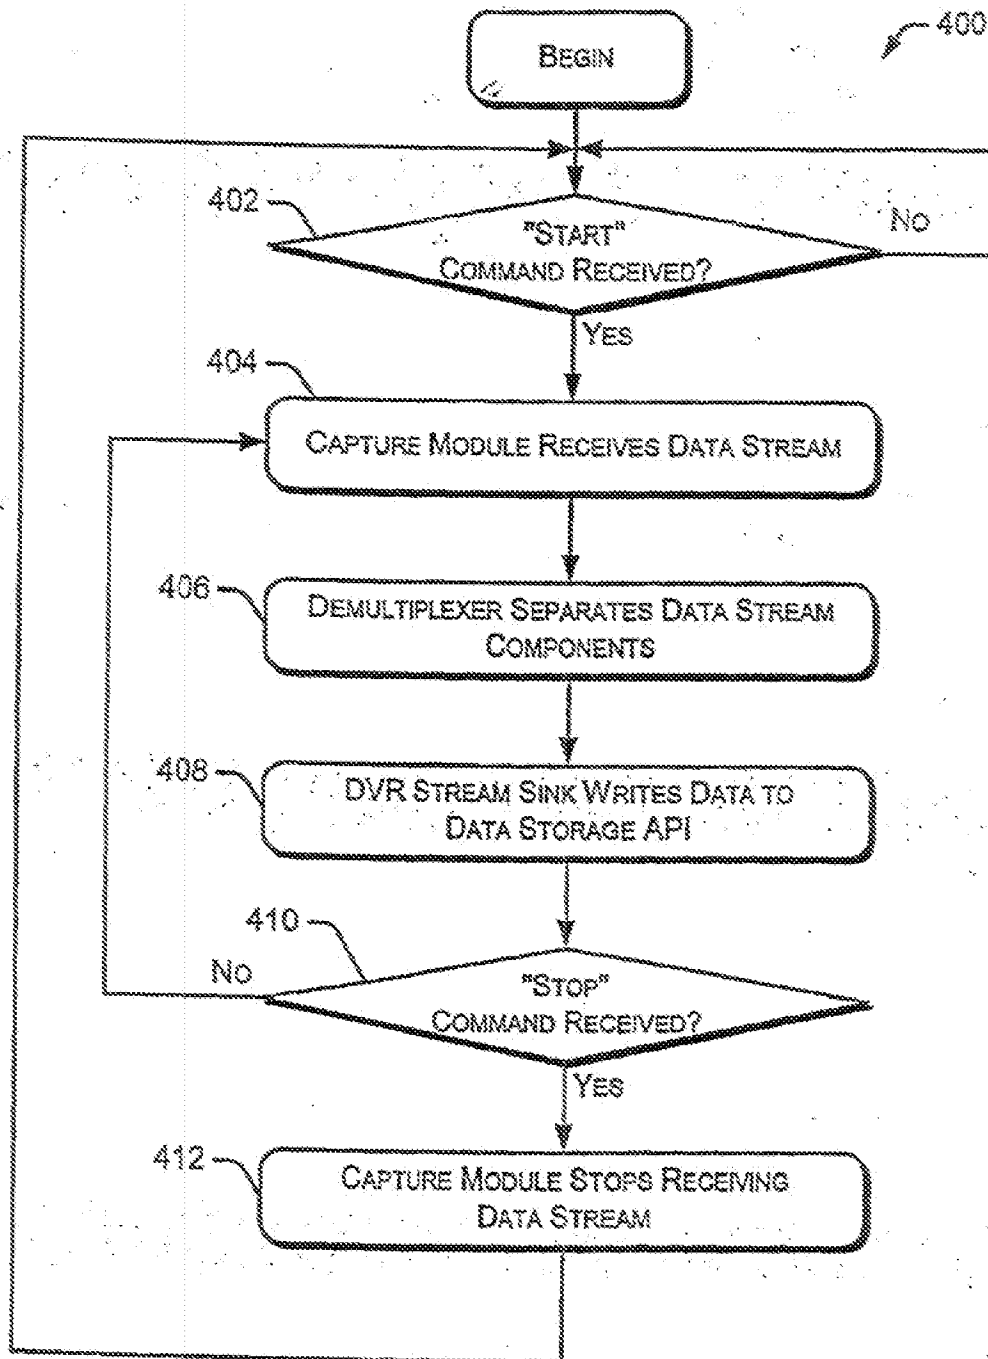 400
BEGIN
402
"START"
COMMAND RECEIVED?
NO
YES
404
CAPTURE MODULE RECEIVES DATA STREAM
406
DEMULTIPLEXER SEPARATES DATA STREAM
COMPONENTS
408
DVR STREAM SINK WRITES DATA TO
DATA STORAGE API
410
NO
"STOP"
COMMAND RECEIVED?
YES
412
CAPTURE MODULE STOPS RECEIVING
DATA STREAM